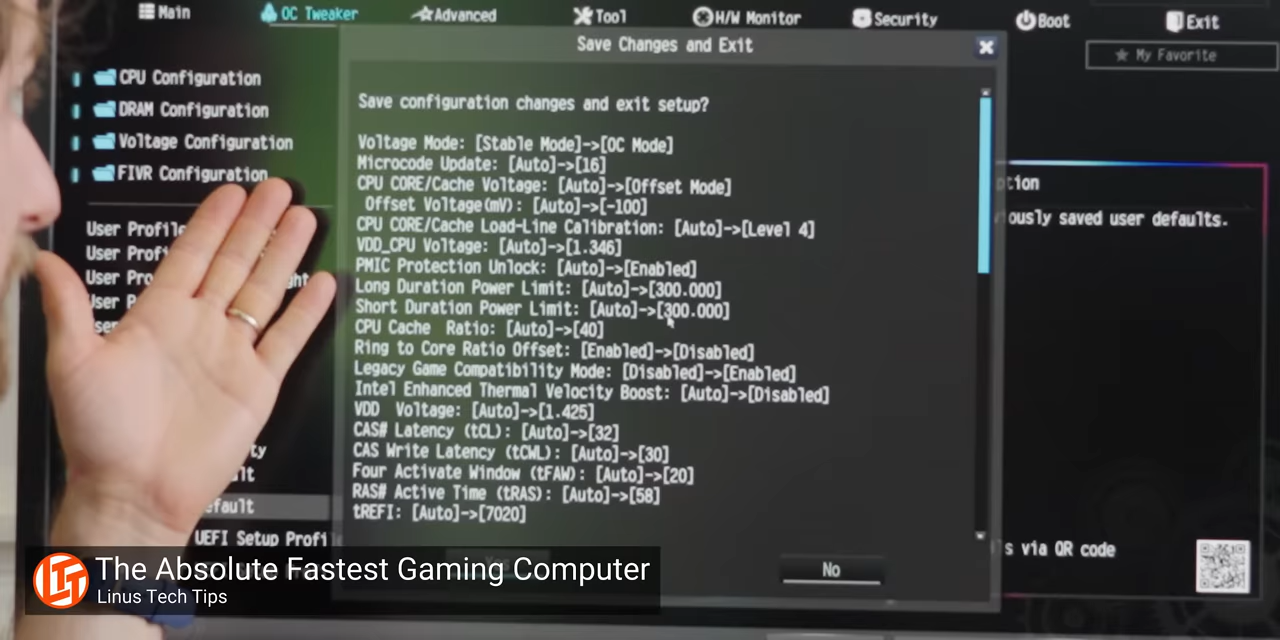 Main
OC Tweaker
Advanced
Tool
H/W Monitor
Security
Boot
Exit
My Favorite
CPU Configuration
DRAM Configuration
Voltage Configuration
FIVR Configuration
User Profile
User
User
User
Save Changes and Exit
Save configuration changes and exit setup?
Voltage Mode: [Stable Mode]->[OC Mode]
Microcode Update: [Auto]->[16]
CPU CORE/Cache Voltage: [Auto]->[Offset Mode]
Offset Voltage(mV): [Auto]->[-100]
CPU CORE/Cache Load-Line Calibration: [Auto]->[Level 4]
VDD_CPU Voltage: [Auto]->[1.346]
PMIC Protection Unlock: [Auto]->[Enabled]
Long Duration Power Limit: [Auto]->[300.000]
Short Duration Power Limit: [Auto]->[300.000]
CPU Cache Ratio: [Auto]->[40]
Ring to Core Ratio Offset: [Enabled]->[Disabled]
Legacy Game Compatibility Mode: [Disabled]->[Enabled]
Intel Enhanced Thermal Velocity Boost: [Auto]->[Disabled]
VDD Voltage: [Auto]->[1.425]
CAS# Latency (tCL): [Auto]->[32]
CAS Write Latency (tCWL): [Auto]->[30]
Four Activate Window (tFAW): [Auto]->[20]
RAS# Active Time (tRAS): [Auto]->[58]
tREFI: [Auto]->[7020]
No
ption
iously saved user defaults.
s via QR code
efault
UEFI Setup Profi
The Absolute Fastest Gaming Computer
LTT
Linus Tech Tips